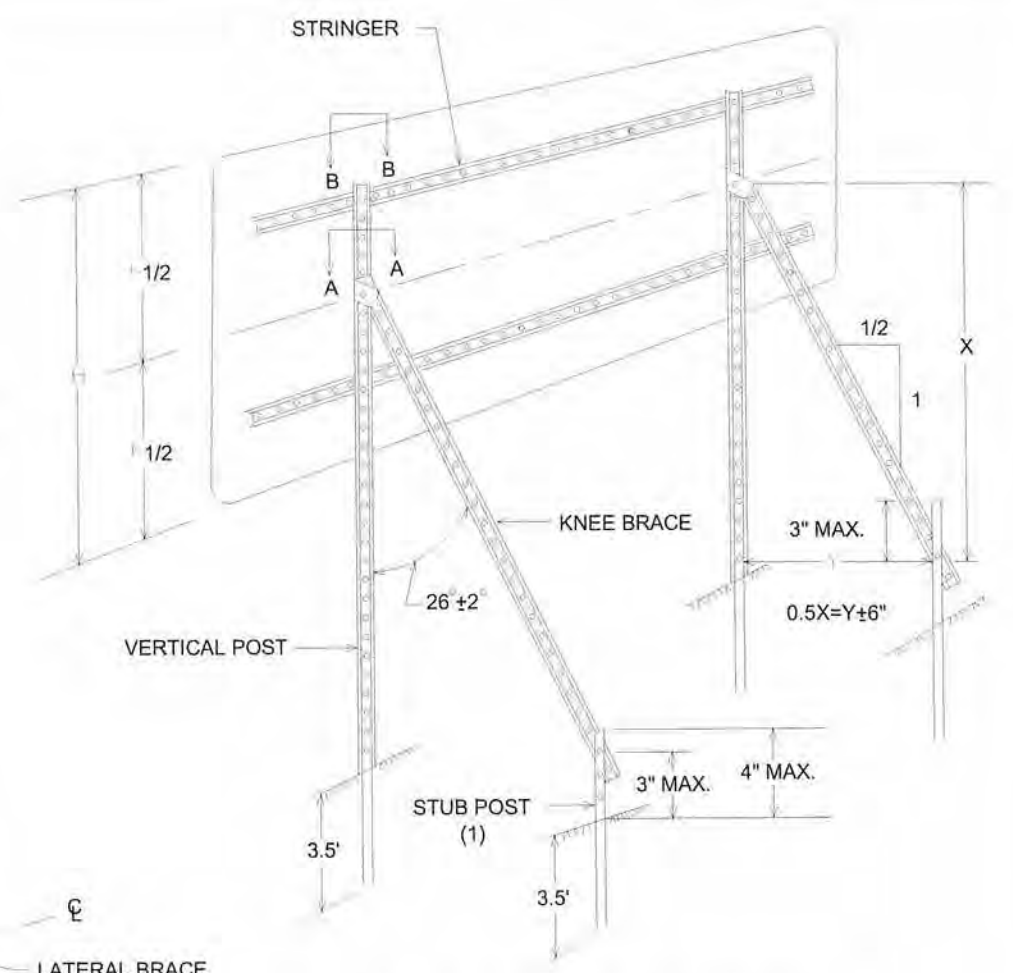 STRINGER
B
B
A
A
1/2
1/2
1/2
1
X
KNEE BRACE
3" MAX.
26°±2°
0.5X=Y±6"
VERTICAL POST
3" MAX.
4" MAX.
STUB POST
(1)
3.5'
3.5'
℄
LATERAL BRACE